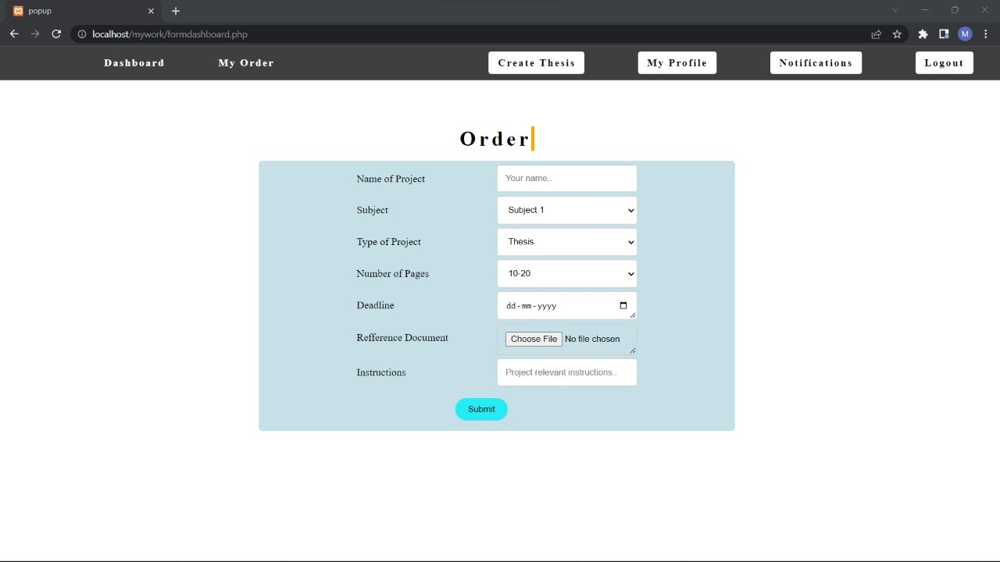 popup
localhost/mywork/formdashboard.php
M
Dashboard My Order Create Thesis My Profile Notifications Logout
Order
Name of Project Your name..
Subject Subject 1
Type of Project Thesis
Number of Pages 10-20
Deadline dd-mm-yyyy
Refference Document Choose File No file chosen
Instructions Project relevant instructions..
Submit